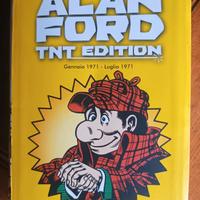 ALAN
FORD
TNT EDITION
Gennaio 1971 - Luglio 1971